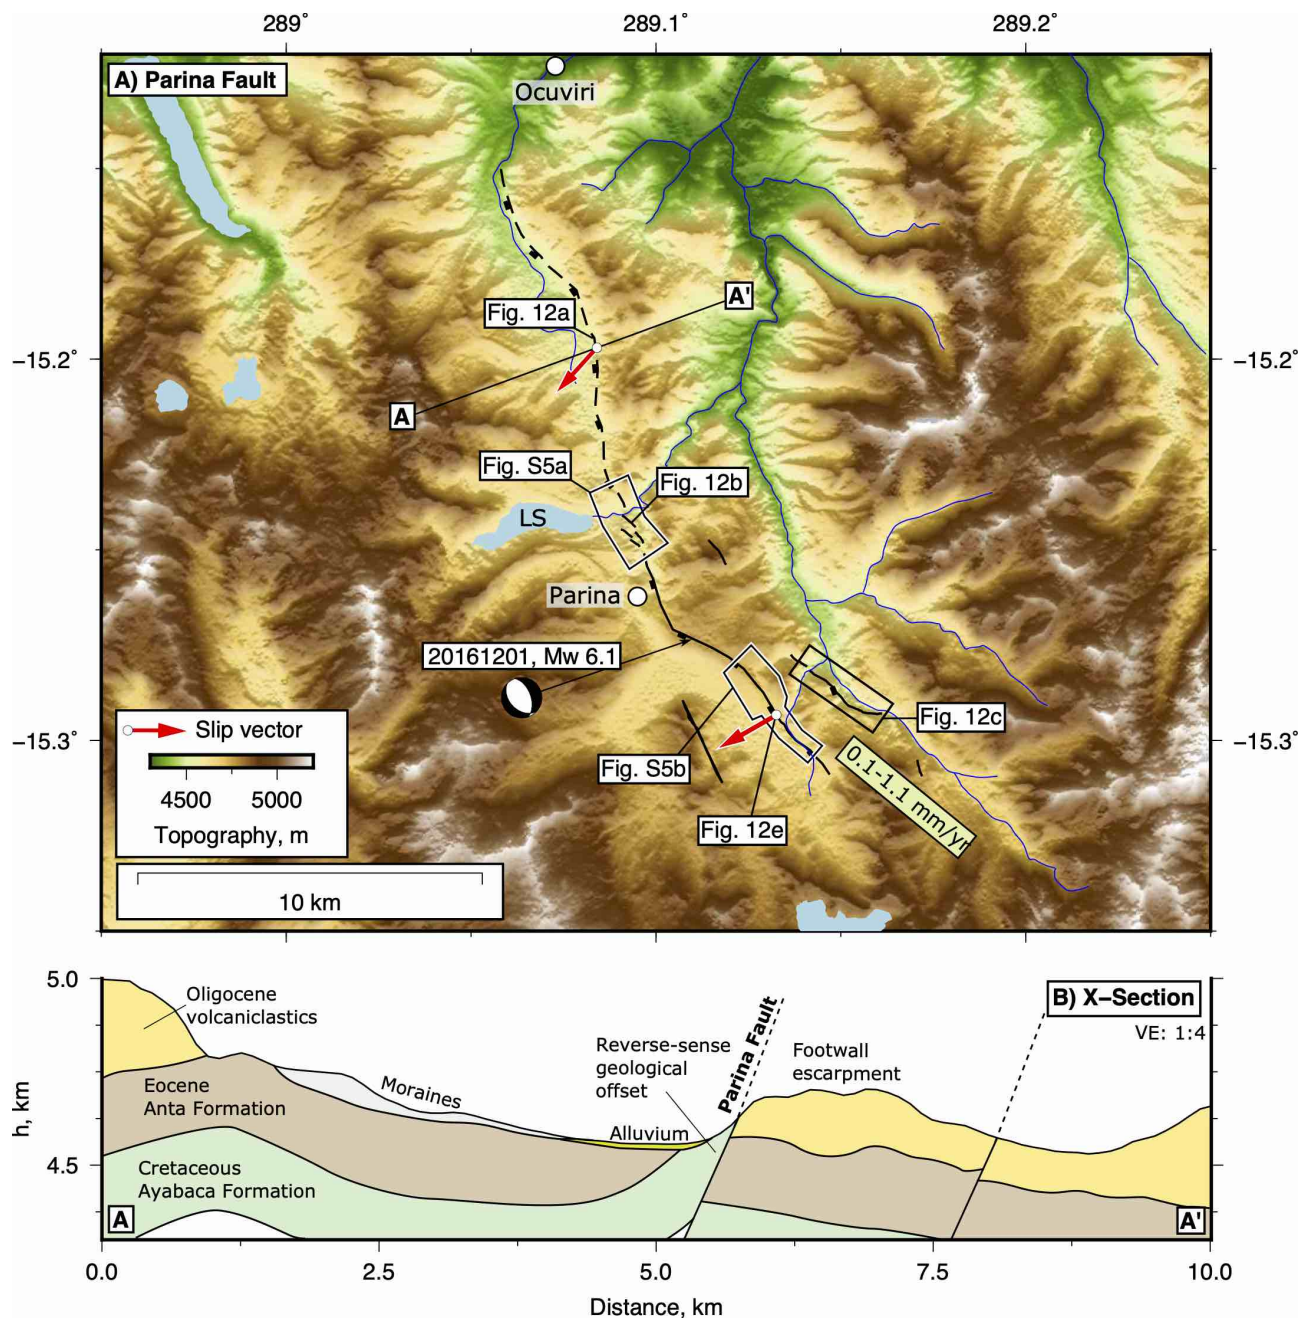 289˚
289.1˚
289.2˚
A) Parina Fault
Ocuviri
A'
Fig. 12a
−15.2˚
−15.2˚
A
Fig. S5a
Fig. 12b
LS
Parina
20161201, Mw 6.1
Fig. 12c
Slip vector
−15.3˚
−15.3˚
Fig. S5b
0.1-1.1 mm/yr
4500
5000
Fig. 12e
Topography, m
10 km
5.0
B) X−Section
VE: 1:4
Oligocene
volcaniclastics
Parina Fault
Reverse-sense
geological
offset
Footwall
escarpment
h, km
Eocene
Anta Formation
Moraines
Alluvium
4.5
Cretaceous
Ayabaca Formation
A
A'
0.0
2.5
5.0
7.5
10.0
Distance, km